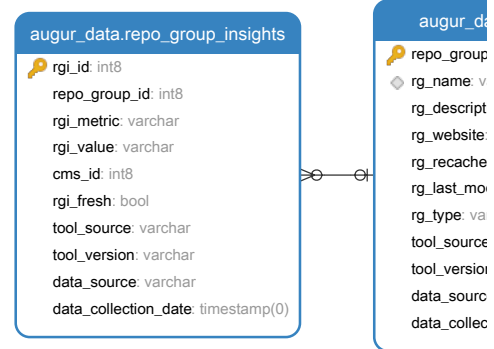 augur_data.repo_group_insights
rgi_id: int8
repo_group_id: int8
rgi_metric: varchar
rgi_value: varchar
cms_id: int8
rgi_fresh: bool
tool_source: varchar
tool_version: varchar
data_source: varchar
data_collection_date: timestamp(0)
augur_da
repo_group
rg_name: v
rg_descript
rg_website:
rg_recache
rg_last_mo
rg_type: va
tool_source
tool_version
data_sourc
data_collec